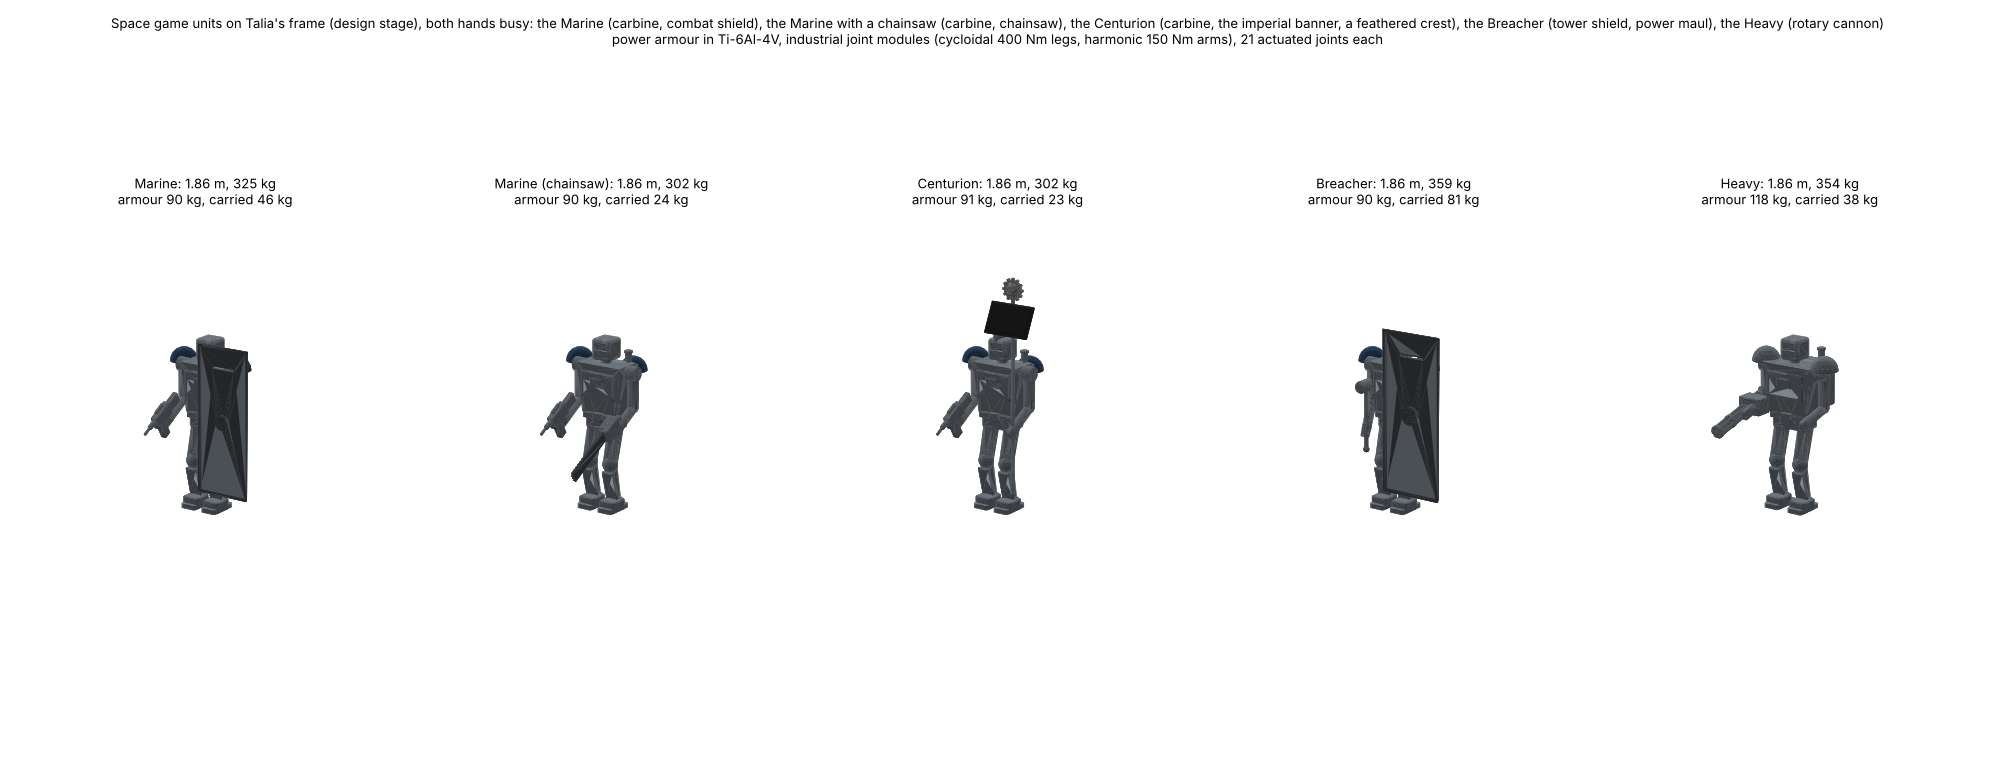 Space game units on Talia's frame (design stage), both hands busy: the Marine (carbine, combat shield), the Marine with a chainsaw (carbine, chainsaw), the Centurion (carbine, the imperial banner, a feathered crest), the Breacher (tower shield, power maul), the Heavy (rotary cannon)
power armour in Ti-6Al-4V, industrial joint modules (cycloidal 400 Nm legs, harmonic 150 Nm arms), 21 actuated joints each
Marine: 1.86 m, 325 kg
armour 90 kg, carried 46 kg
Marine (chainsaw): 1.86 m, 302 kg
armour 90 kg, carried 24 kg
Centurion: 1.86 m, 302 kg
armour 91 kg, carried 23 kg
Breacher: 1.86 m, 359 kg
armour 90 kg, carried 81 kg
Heavy: 1.86 m, 354 kg
armour 118 kg, carried 38 kg